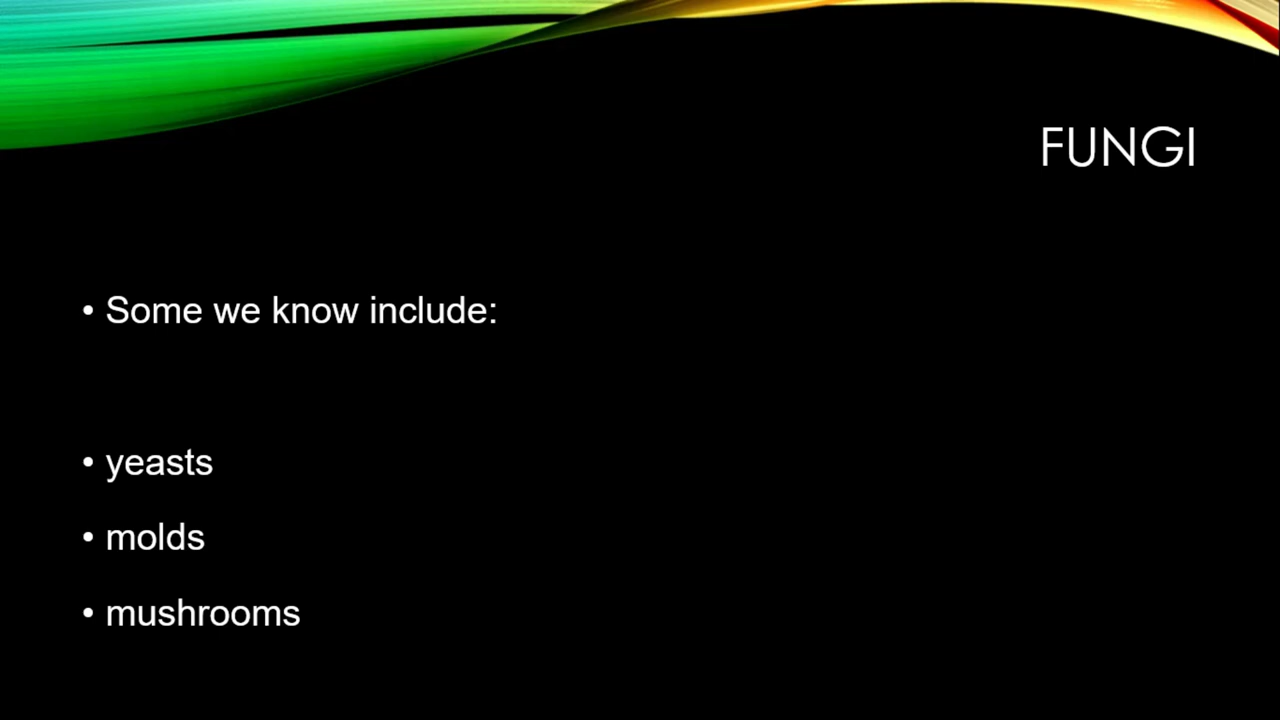 FUNGI
• Some we know include:
• yeasts
• molds
• mushrooms